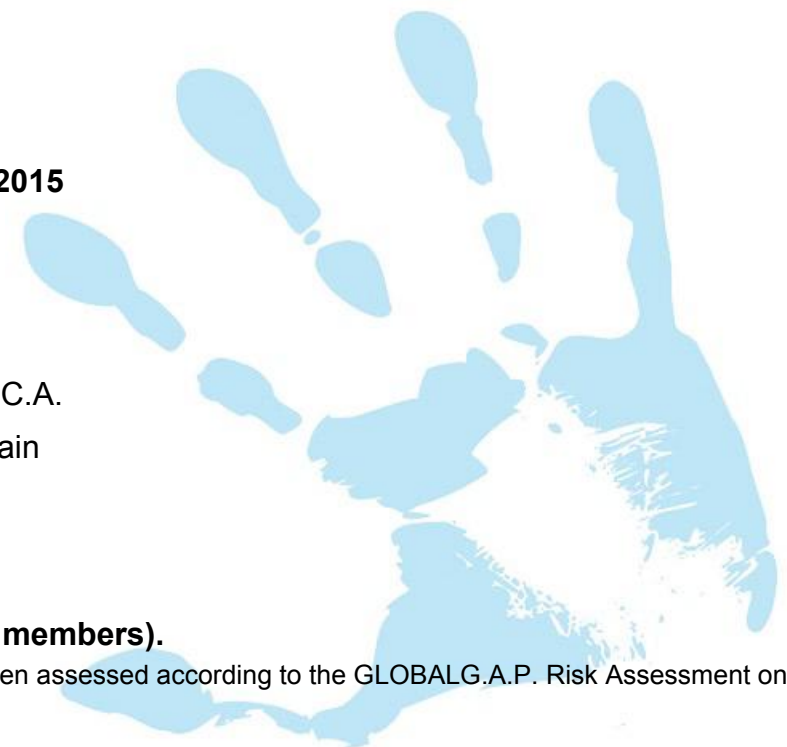 2015
C.A.
ain
members).
en assessed according to the GLOBALG.A.P. Risk Assessment on